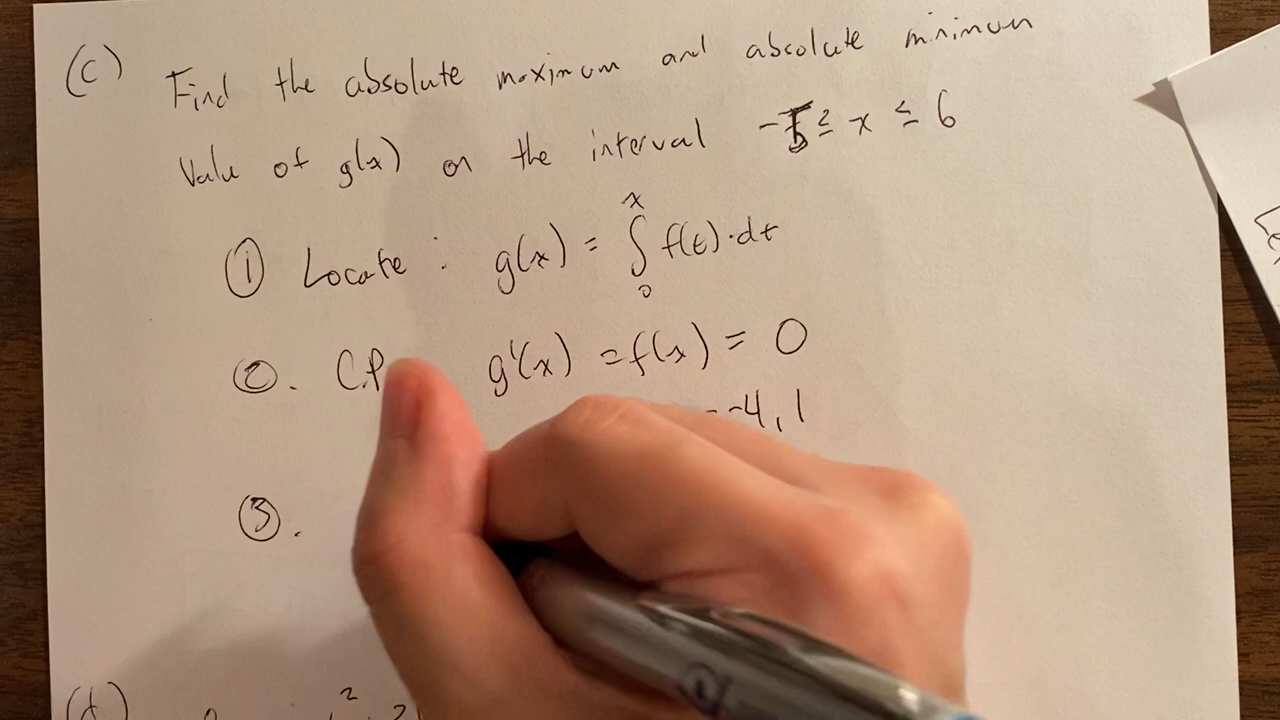 (c) Find the absolute maximum and absolute minimum
Value of g(x) on the interval -5 ≤ x ≤ 6
① Locate : g(x) = ∫₀ˣ f(t)·dt
②. C.P. g'(x) = f(x) = 0
-4, 1
③.